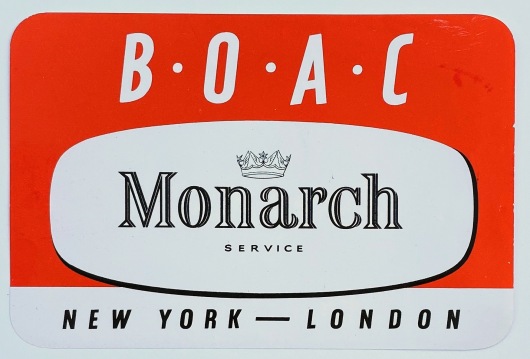 B·O·A·C
Monarch
SERVICE
NEW YORK — LONDON